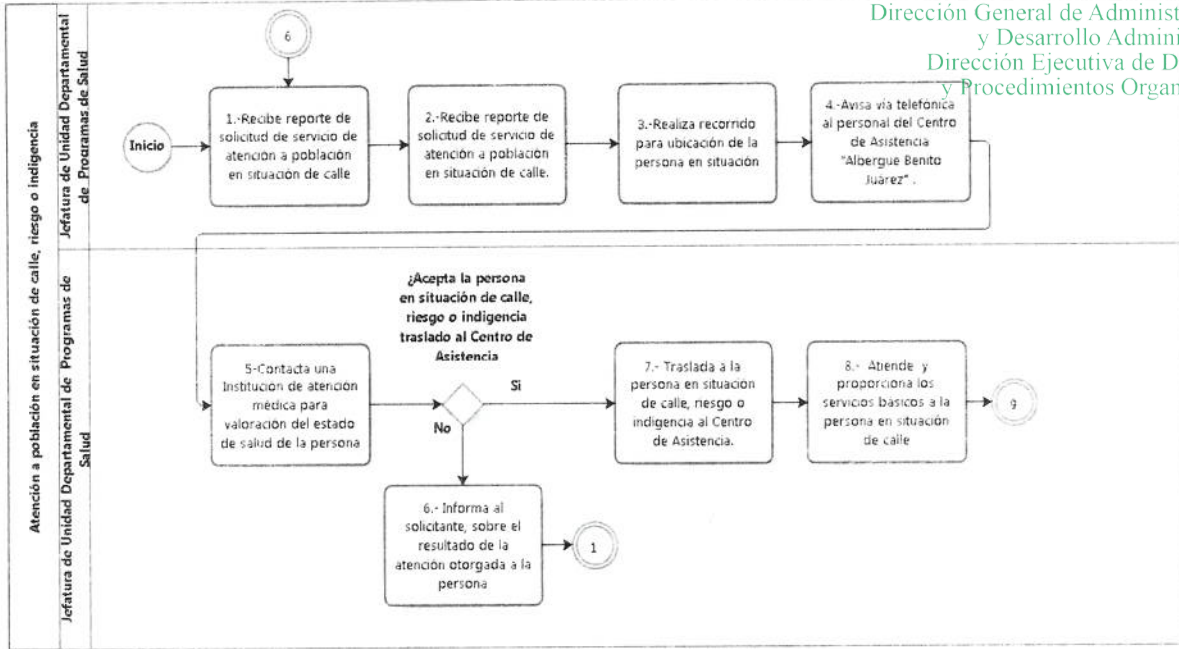 Dirección General de Administ
y Desarrollo Admini
Dirección Ejecutiva de D
y Procedimientos Organ
Atención a población en situación de calle, riesgo o indigencia
Jefatura de Unidad Departamental
de Programas de Salud
6
Inicio
1.-Recibe reporte de
solicitud de servicio de
atención a población
en situación de calle
2.-Recibe reporte de
solicitud de servicio de
atención a población
en situación de calle.
3.-Realiza recorrido
para ubicación de la
persona en situación
4.-Avisa vía telefónica
al personal del Centro
de Asistencia
"Albergue Benito
Juárez" .
Jefatura de Unidad Departamental de Programas de
Salud
¿Acepta la persona
en situación de calle,
riesgo o indigencia
traslado al Centro de
Asistencia
5-Contacta una
Institución de atención
médica para
valoración del estado
de salud de la persona
Si
No
7.- Traslada a la
persona en situación
de calle, riesgo o
indigencia al Centro
de Asistencia.
8.- Atiende y
proporciona los
servicios básicos a la
persona en situación
de calle
9
6.- Informa al
solicitante, sobre el
resultado de la
atención otorgada a la
persona
1